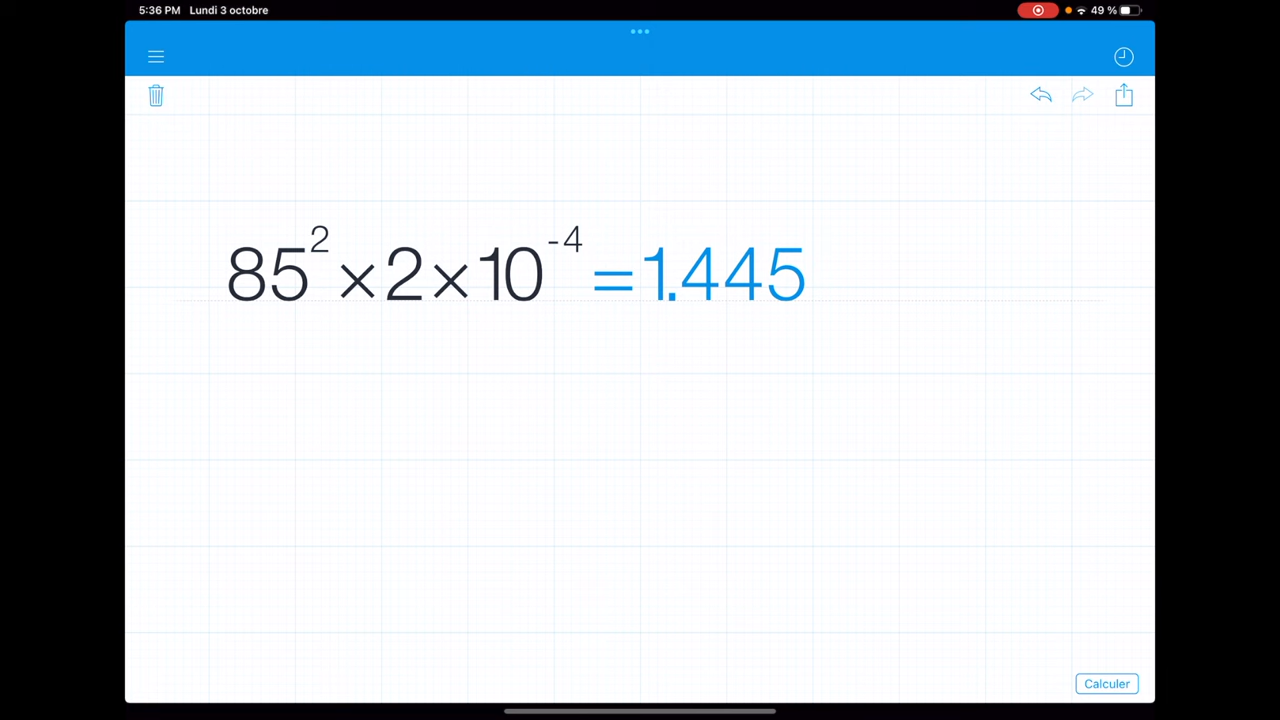 5:36 PM Lundi 3 octobre 49 %
85² × 2 × 10⁻⁴ = 1.445
Calculer